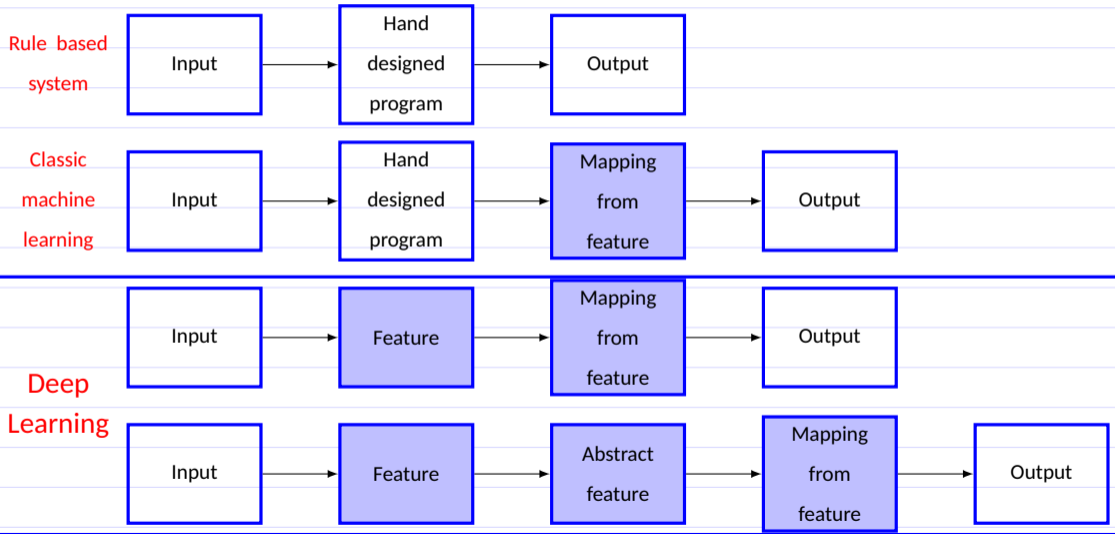 Rule based
system
Input
Hand
designed
program
Output
Classic
machine
learning
Input
Hand
designed
program
Mapping
from
feature
Output
Deep
Learning
Input
Feature
Mapping
from
feature
Output
Input
Feature
Abstract
feature
Mapping
from
feature
Output